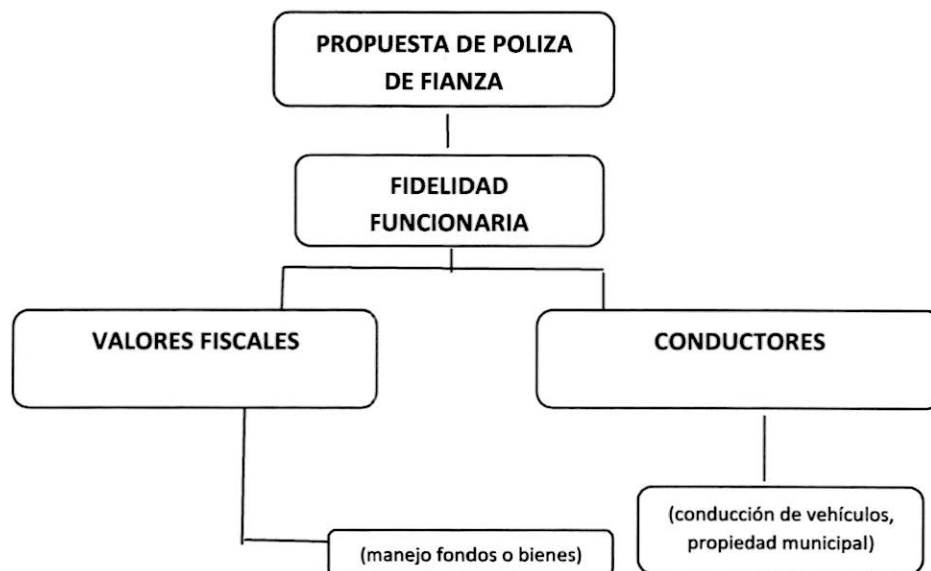 PROPUESTA DE POLIZA
DE FIANZA
FIDELIDAD
FUNCIONARIA
VALORES FISCALES
CONDUCTORES
(manejo fondos o bienes)
(conducción de vehículos,
propiedad municipal)